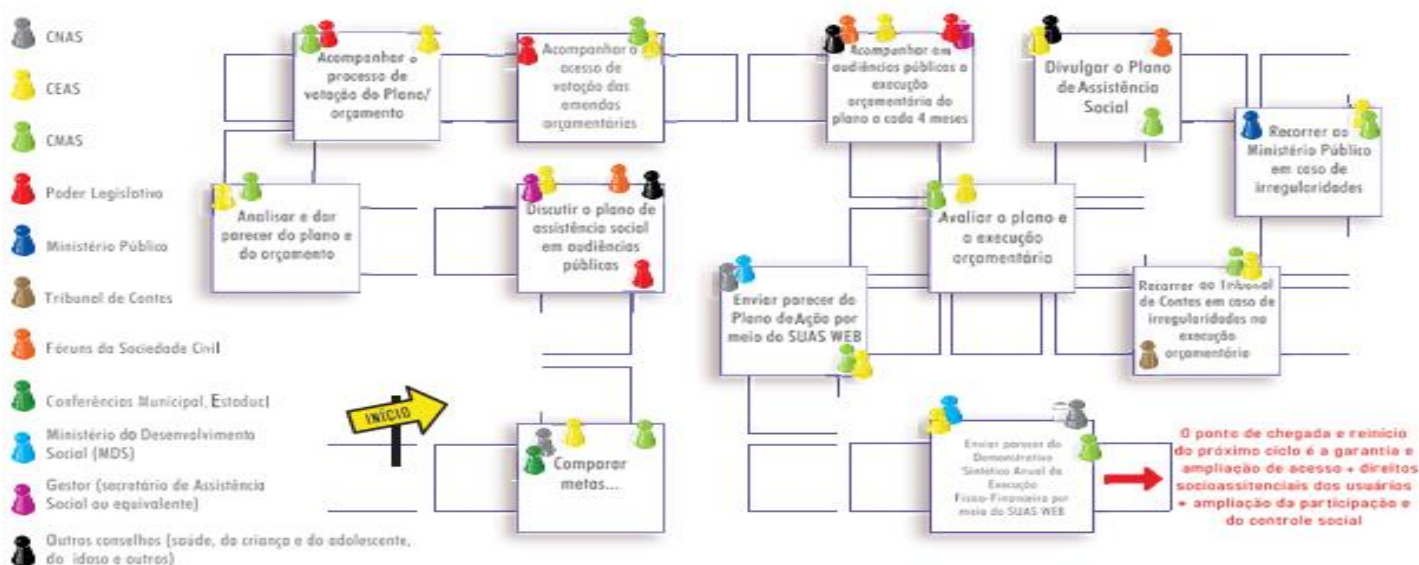 CNAS
CEAS
CMAS
Poder Legislativo
Ministério Público
Tribunal de Contas
Fóruns da Sociedade Civil
Conferências Municipal, Estadual
Ministério do Desenvolvimento
Social (MDS)
Gestor (secretário de Assistência
Social ou equivalente)
Outros conselhos (saúde, da criança e do adolescente,
do idoso e outros)
Acompanhar o
processo de
votação do Plano/
orçamento
Acompanhar o
acesso de
votação das
emendas
orçamentárias
Acompanhar em
audiências públicas a
execução
orçamentária do
plano a cada 4 meses
Divulgar o Plano
de Assistência
Social
Recorrer ao
Ministério Público
em caso de
irregularidades
Analisar e dar
parecer do plano e
do orçamento
Discutir o plano de
assistência social
em audiências
públicas
Avaliar o plano e
a execução
orçamentária
Enviar parecer do
Plano de Ação por
meio do SUAS WEB
Recorrer ao Tribunal
de Contas em caso de
irregularidades na
execução
orçamentária
INÍCIO
Comparar
metas...
Enviar parecer do
Demonstrativo
Sintético Anual de
Execução
Físico-Financeira por
meio do SUAS WEB
O ponto de chegada e reinício
do próximo ciclo é a garantia e
ampliação de acesso + direitos
socioassitenciais dos usuários
+ ampliação da participação e
do controle social